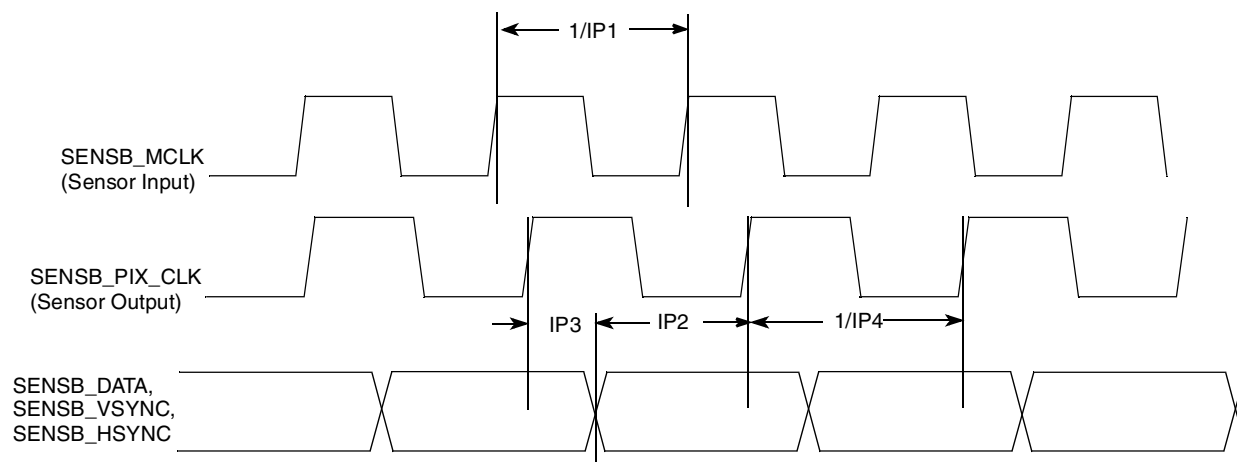 1/IP1
SENSB_MCLK
(Sensor Input)
SENSB_PIX_CLK
(Sensor Output)
IP3
IP2
1/IP4
SENSB_DATA,
SENSB_VSYNC,
SENSB_HSYNC